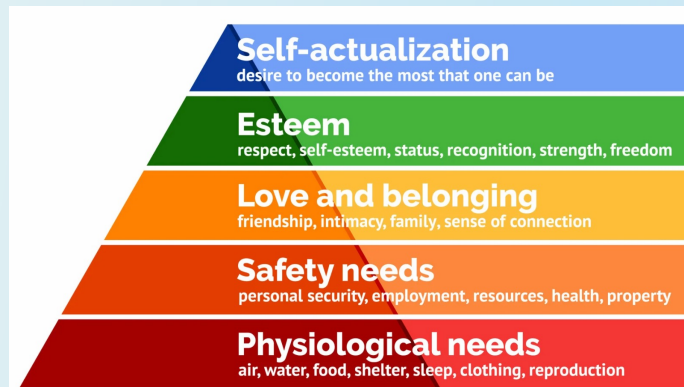 Self-actualization
desire to become the most that one can be
Esteem
respect, self-esteem, status, recognition, strength, freedom
Love and belonging
friendship, intimacy, family, sense of connection
Safety needs
personal security, employment, resources, health, property
Physiological needs
air, water, food, shelter, sleep, clothing, reproduction